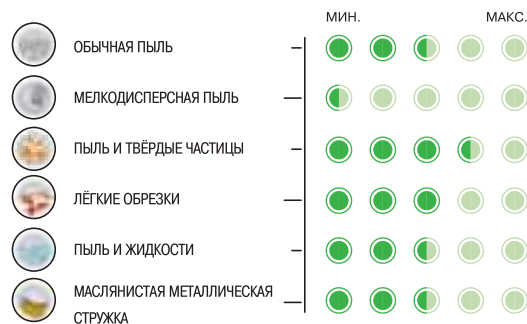 МИН. МАКС.
ОБЫЧНАЯ ПЫЛЬ
МЕЛКОДИСПЕРСНАЯ ПЫЛЬ
ПЫЛЬ И ТВЁРДЫЕ ЧАСТИЦЫ
ЛЁГКИЕ ОБРЕЗКИ
ПЫЛЬ И ЖИДКОСТИ
МАСЛЯНИСТАЯ МЕТАЛЛИЧЕСКАЯ
СТРУЖКА